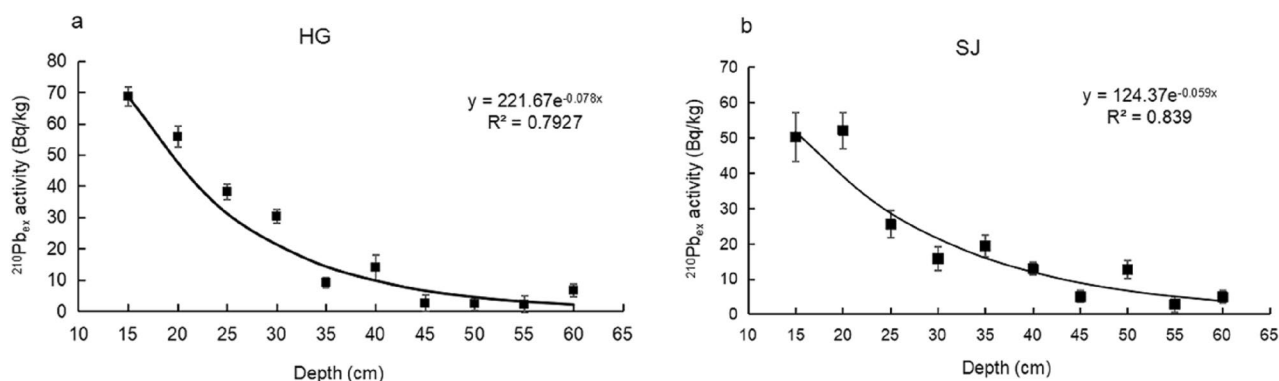 a
HG
80
70
60
50
40
30
20
10
0
²¹⁰Pbₑₓ activity (Bq/kg)
y = 221.67e⁻⁰·⁰⁷⁸ˣ
R² = 0.7927
10 15 20 25 30 35 40 45 50 55 60 65
Depth (cm)
b
SJ
70
60
50
40
30
20
10
0
²¹⁰Pbₑₓ activity (Bq/kg)
y = 124.37e⁻⁰·⁰⁵⁹ˣ
R² = 0.839
10 15 20 25 30 35 40 45 50 55 60 65
Depth (cm)